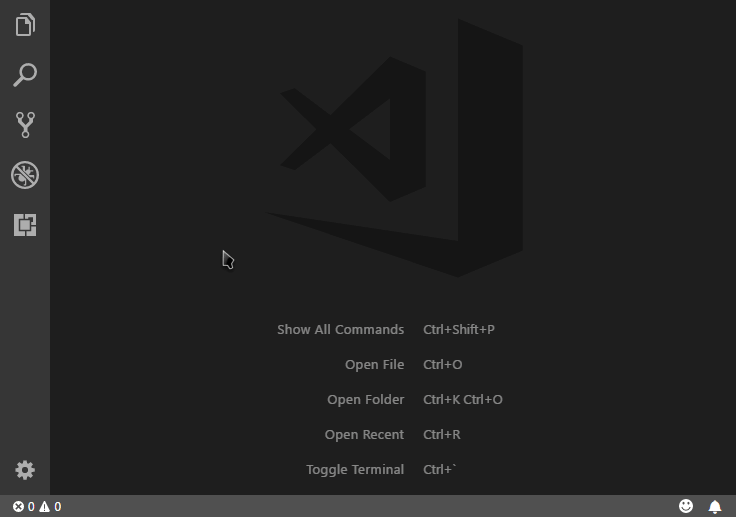 Show All Commands Ctrl+Shift+P
Open File Ctrl+O
Open Folder Ctrl+K Ctrl+O
Open Recent Ctrl+R
Toggle Terminal Ctrl+`
0 0